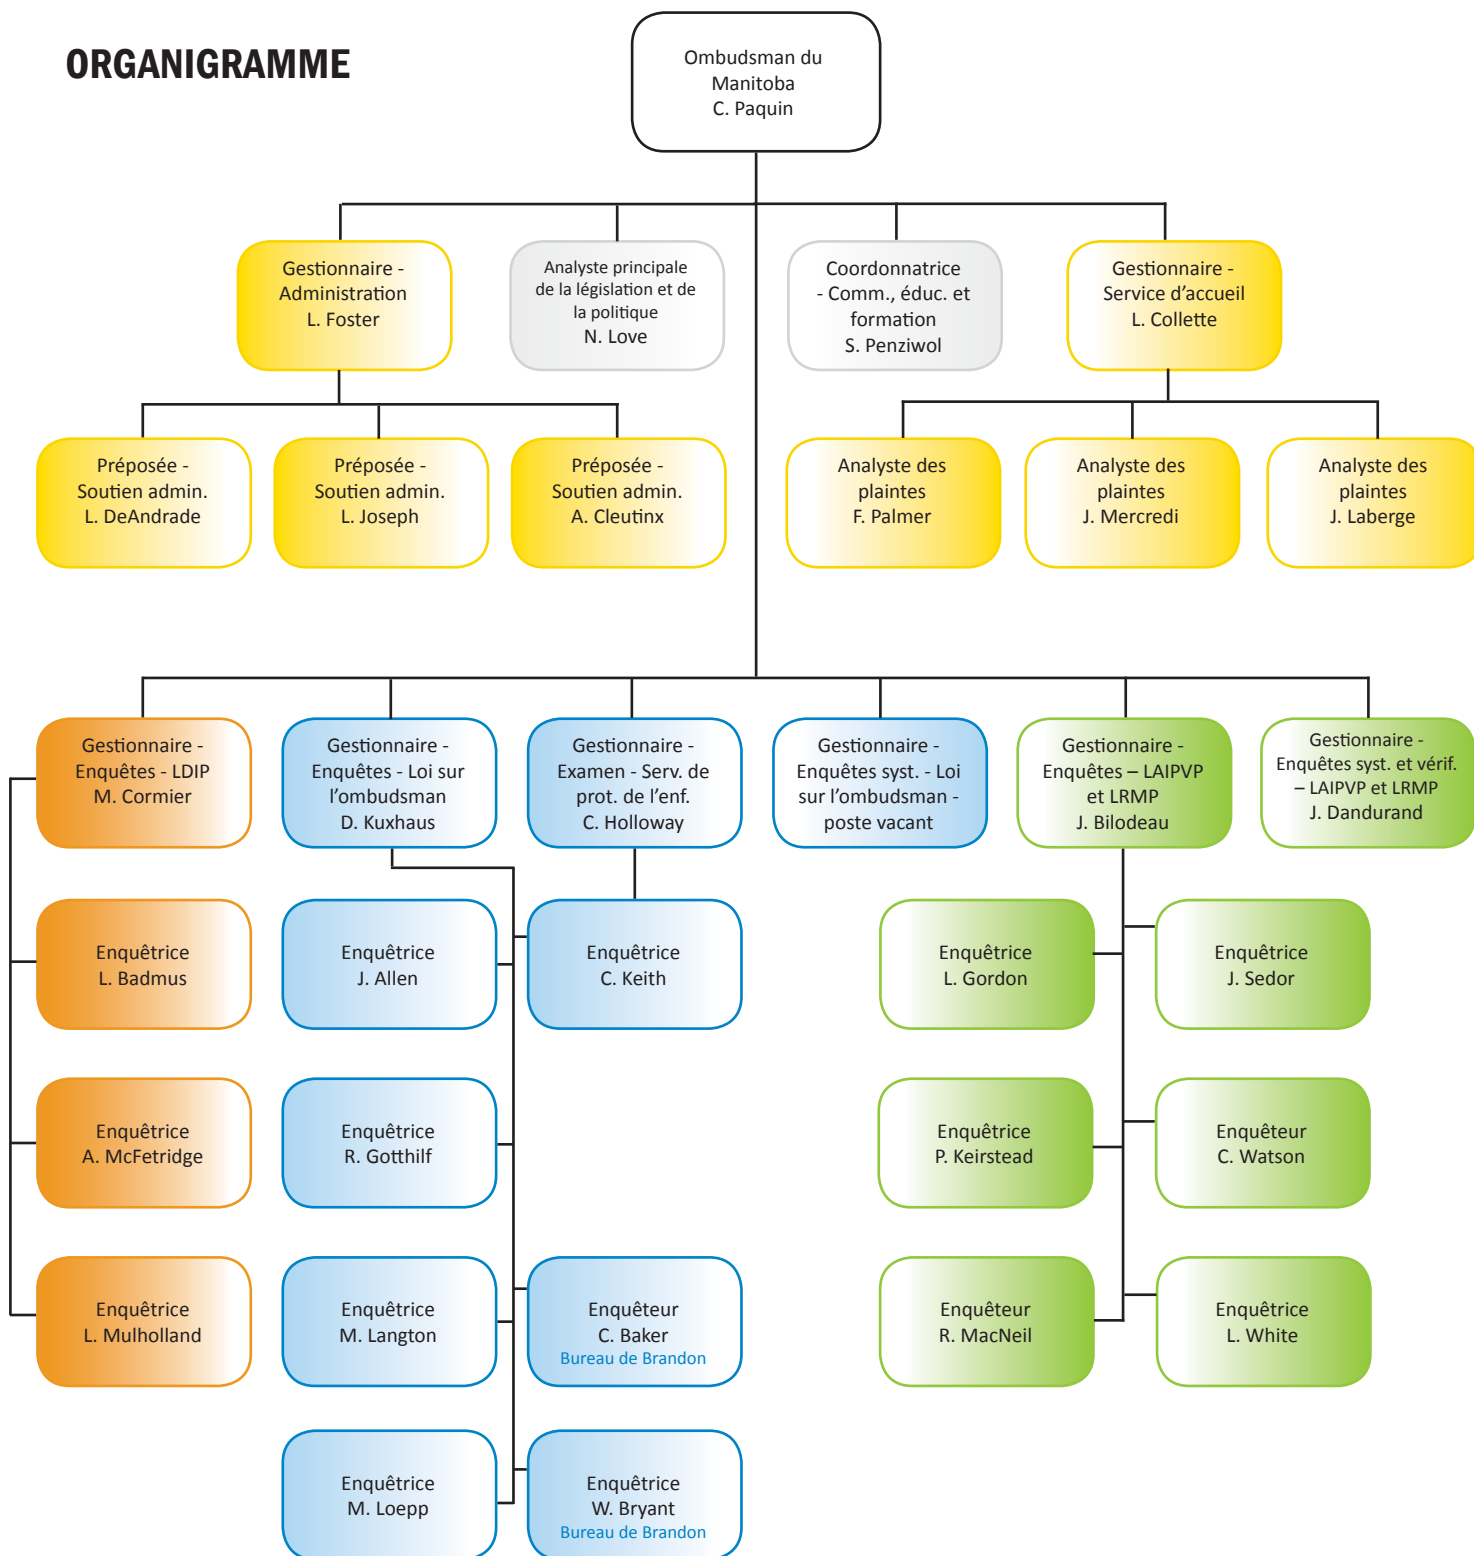 ORGANIGRAMME
Ombudsman du
Manitoba
C. Paquin
Gestionnaire -
Administration
L. Foster
Analyste principale
de la législation et de
la politique
N. Love
Coordonnatrice
- Comm., éduc. et
formation
S. Penziwol
Gestionnaire -
Service d'accueil
L. Collette
Préposée -
Soutien admin.
L. DeAndrade
Préposée -
Soutien admin.
L. Joseph
Préposée -
Soutien admin.
A. Cleutinx
Analyste des
plaintes
F. Palmer
Analyste des
plaintes
J. Mercredi
Analyste des
plaintes
J. Laberge
Gestionnaire -
Enquêtes - LDIP
M. Cormier
Gestionnaire -
Enquêtes - Loi sur
l'ombudsman
D. Kuxhaus
Gestionnaire -
Examen - Serv. de
prot. de l'enf.
C. Holloway
Gestionnaire -
Enquêtes syst. - Loi
sur l'ombudsman -
poste vacant
Gestionnaire -
Enquêtes – LAIPVP
et LRMP
J. Bilodeau
Gestionnaire -
Enquêtes syst. et vérif.
– LAIPVP et LRMP
J. Dandurand
Enquêtrice
L. Badmus
Enquêtrice
J. Allen
Enquêtrice
C. Keith
Enquêtrice
L. Gordon
Enquêtrice
J. Sedor
Enquêtrice
A. McFetridge
Enquêtrice
R. Gotthilf
Enquêtrice
P. Keirstead
Enquêteur
C. Watson
Enquêtrice
L. Mulholland
Enquêtrice
M. Langton
Enquêteur
C. Baker
Bureau de Brandon
Enquêteur
R. MacNeil
Enquêtrice
L. White
Enquêtrice
M. Loepp
Enquêtrice
W. Bryant
Bureau de Brandon